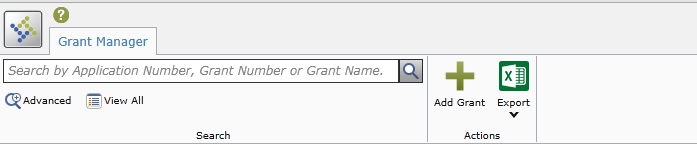 ?
Grant Manager
Search by Application Number, Grant Number or Grant Name.
Advanced View All
Add Grant Export
Search Actions